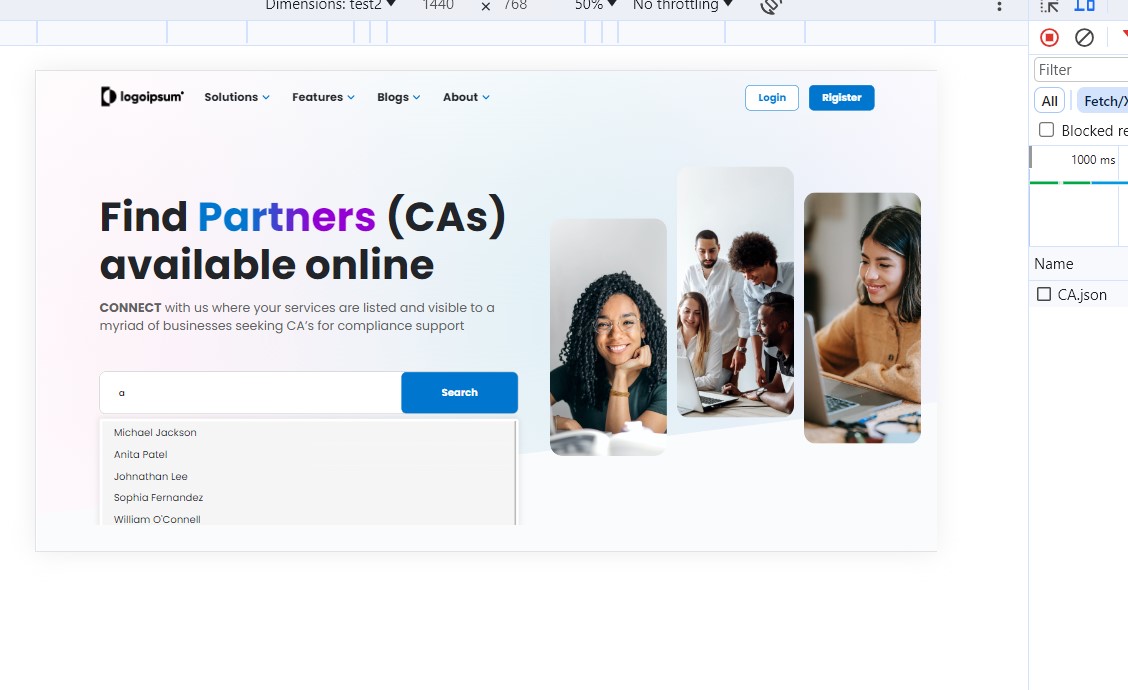 Dimensions: test2 1440 × 768 50% No throttling
logoipsum Solutions Features Blogs About Login Rigister
Find Partners (CAs)
available online
CONNECT with us where your services are listed and visible to a
myriad of businesses seeking CA's for compliance support
a Search
Michael Jackson
Anita Patel
Johnathan Lee
Sophia Fernandez
William O'Connell
Filter
All Fetch/X
Blocked re
1000 ms
Name
CA.json